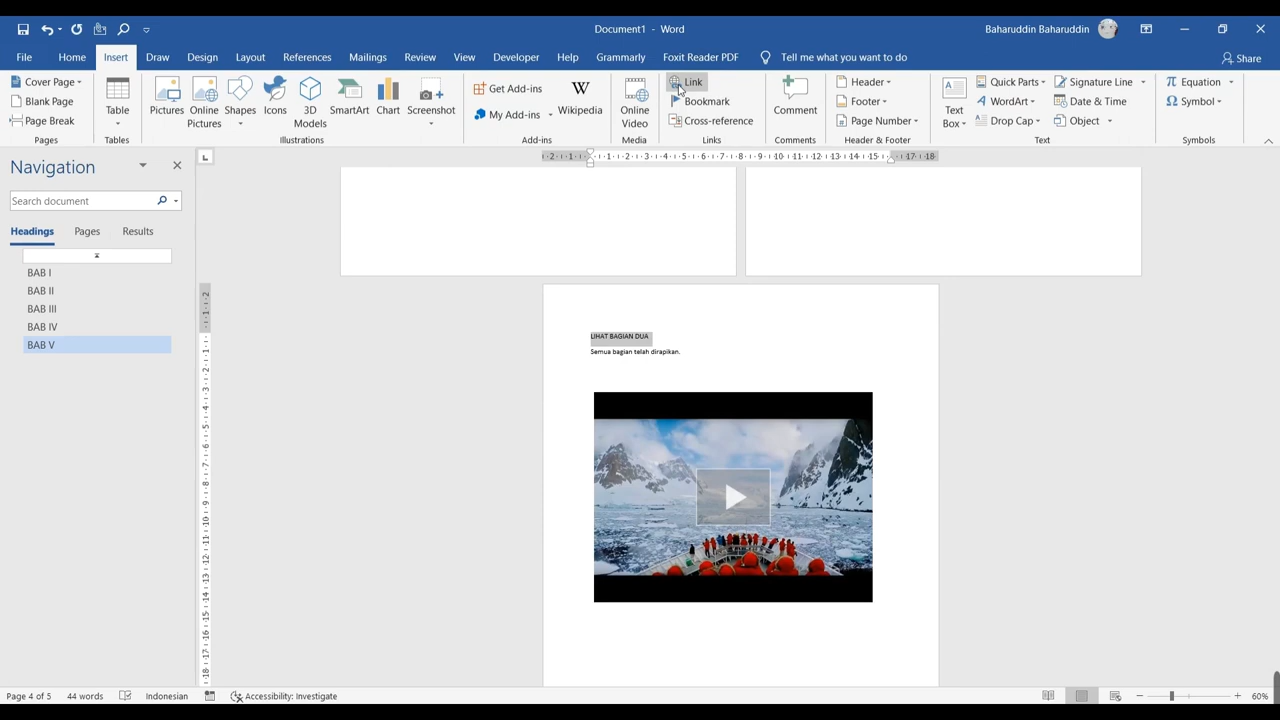 Document1 - Word
Baharuddin Baharuddin
File Home Insert Draw Design Layout References Mailings Review View Developer Help Grammarly Foxit Reader PDF Tell me what you want to do Share
Cover Page
Blank Page
Page Break
Pages
Table
Tables
Pictures
Online Pictures
Shapes
Icons
3D Models
SmartArt
Chart
Screenshot
Illustrations
Get Add-ins
My Add-ins
Wikipedia
Add-ins
Online Video
Media
Link
Bookmark
Cross-reference
Links
Comment
Comments
Header
Footer
Page Number
Header & Footer
Text Box
Quick Parts
WordArt
Drop Cap
Signature Line
Date & Time
Object
Text
Equation
Symbol
Symbols
Navigation
Search document
Headings Pages Results
BAB I
BAB II
BAB III
BAB IV
BAB V
LIHAT BAGIAN DUA
Semua bagian telah dirapikan.
Page 4 of 5 44 words Indonesian Accessibility: Investigate 60%